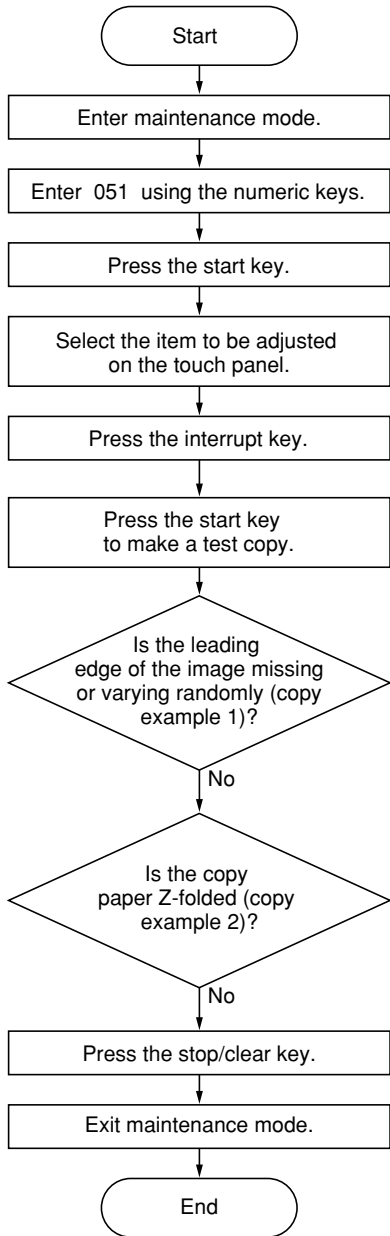 Start
Enter maintenance mode.
Enter 051 using the numeric keys.
Press the start key.
Select the item to be adjusted
on the touch panel.
Press the interrupt key.
Press the start key
to make a test copy.
Is the leading
edge of the image missing
or varying randomly (copy
example 1)?
No
Is the copy
paper Z-folded (copy
example 2)?
No
Press the stop/clear key.
Exit maintenance mode.
End